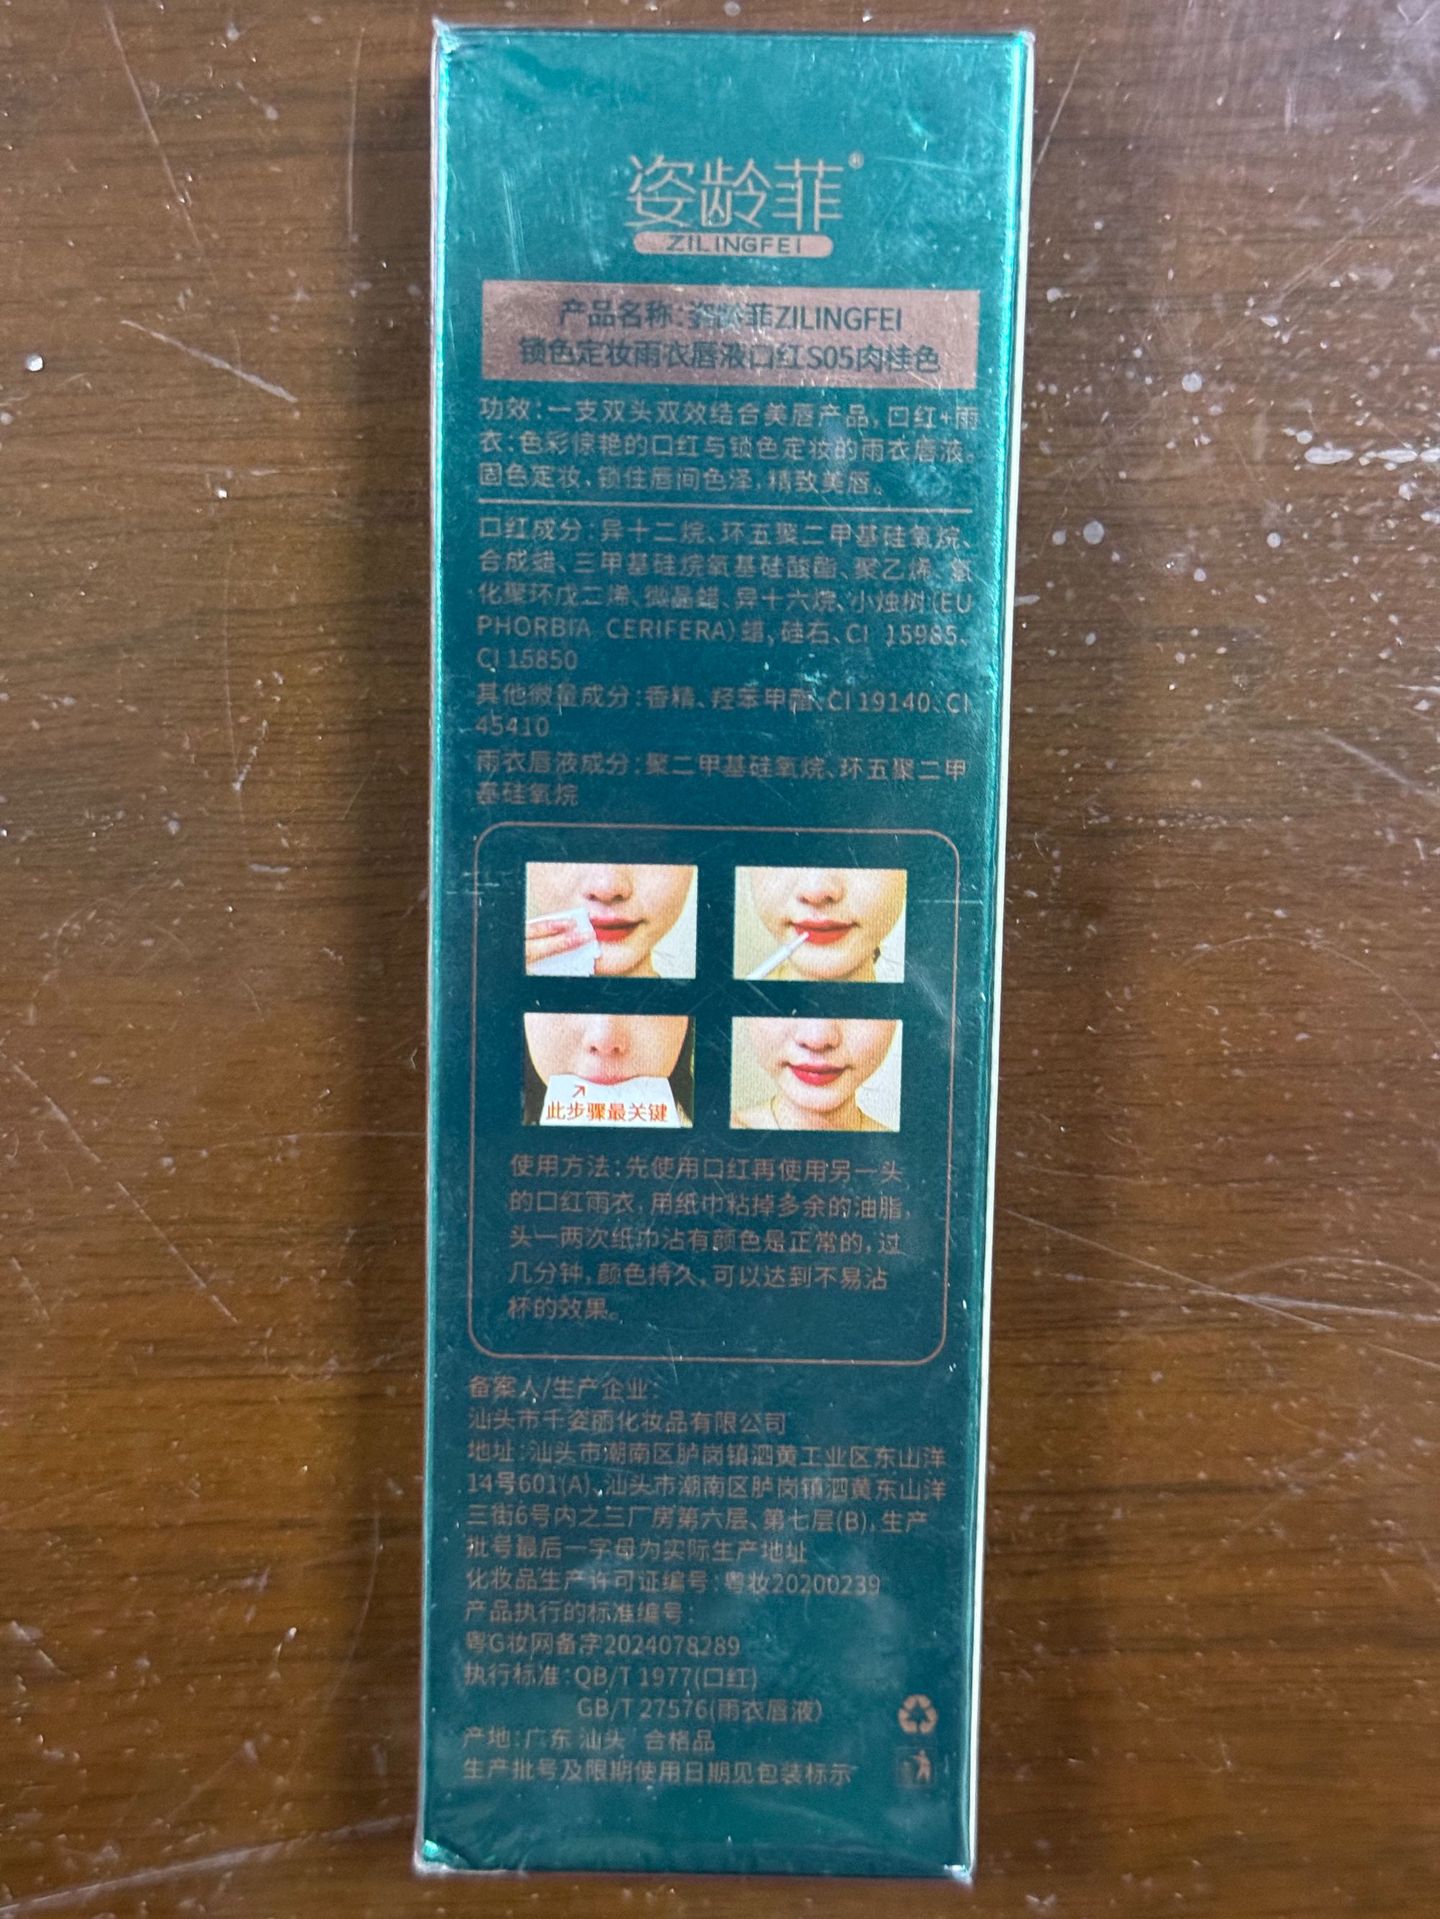 姿龄菲®
ZILINGFEI
产品名称:姿龄菲ZILINGFEI
锁色定妆雨衣唇液口红S05肉桂色
功效:一支双头双效结合美唇产品,口红+雨
衣:色彩惊艳的口红与锁色定妆的雨衣唇液。
固色定妆,锁住唇间色泽,精致美唇。
口红成分:异十二烷、环五聚二甲基硅氧烷、
合成蜡、三甲基硅烷氧基硅酸酯、聚乙烯、氢
化聚环戊二烯、微晶蜡、异十六烷、小烛树(EU
PHORBIA CERIFERA)蜡,硅石、CI 15985、
CI 15850
其他微量成分:香精、羟苯甲酯、CI 19140、CI
45410
雨衣唇液成分:聚二甲基硅氧烷、环五聚二甲
基硅氧烷
此步骤最关键
使用方法:先使用口红再使用另一头
的口红雨衣,用纸巾粘掉多余的油脂,
头一两次纸巾沾有颜色是正常的,过
几分钟,颜色持久,可以达到不易沾
杯的效果。
备案人/生产企业:
汕头市千姿丽化妆品有限公司
地址:汕头市潮南区胪岗镇泗黄工业区东山洋
14号601(A)、汕头市潮南区胪岗镇泗黄东山洋
三街6号内之三厂房第六层、第七层(B),生产
批号最后一字母为实际生产地址
化妆品生产许可证编号:粤妆20200239
产品执行的标准编号:
粤G妆网备字2024078289
执行标准:QB/T 1977(口红)
GB/T 27576(雨衣唇液)
产地:广东 汕头 合格品
生产批号及限期使用日期见包装标示